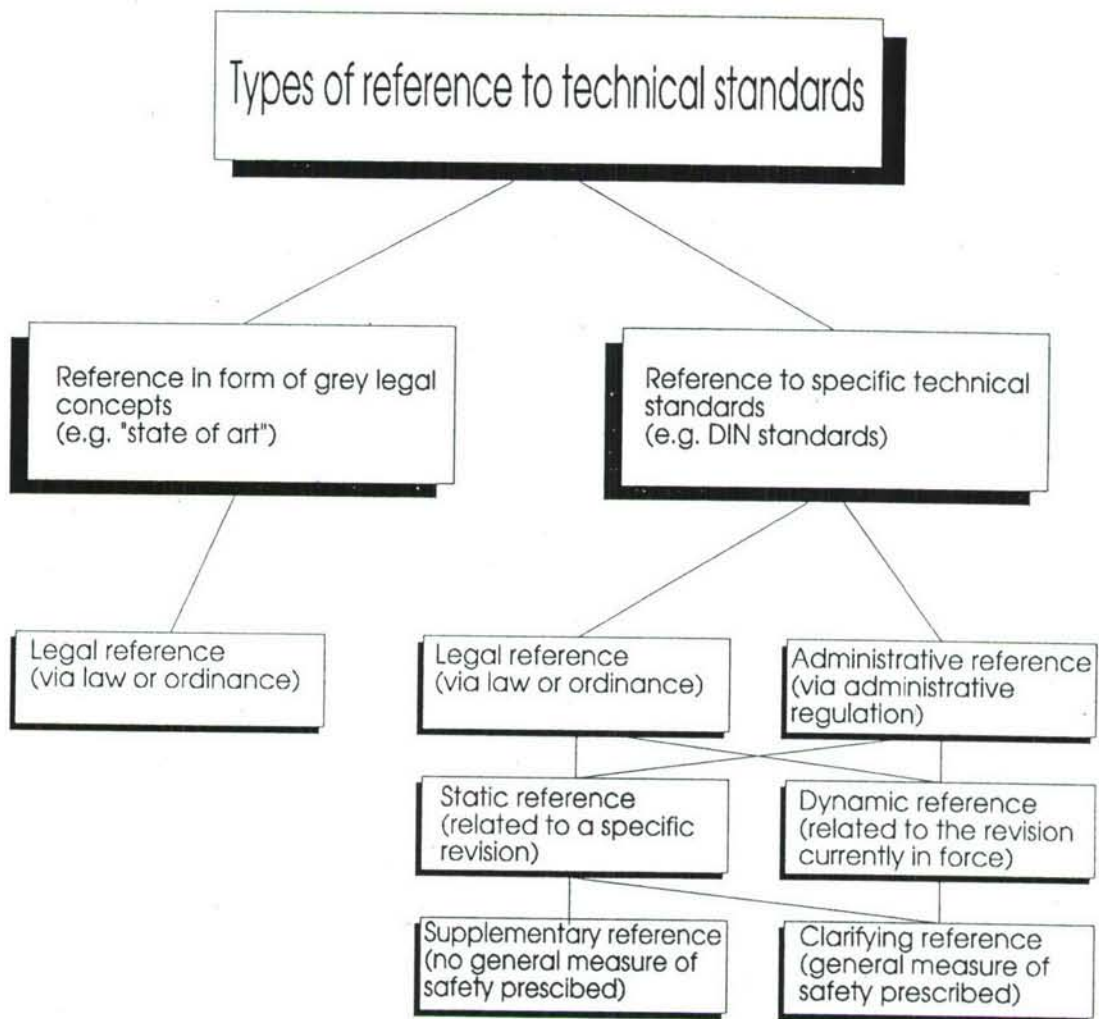 Types of reference to technical standards
Reference in form of grey legal
concepts
(e.g. "state of art")
Reference to specific technical
standards
(e.g. DIN standards)
Legal reference
(via law or ordinance)
Legal reference
(via law or ordinance)
Administrative reference
(via administrative
regulation)
Static reference
(related to a specific
revision)
Dynamic reference
(related to the revision
currently in force)
Supplementary reference
(no general measure of
safety prescibed)
Clarifying reference
(general measure of
safety prescribed)